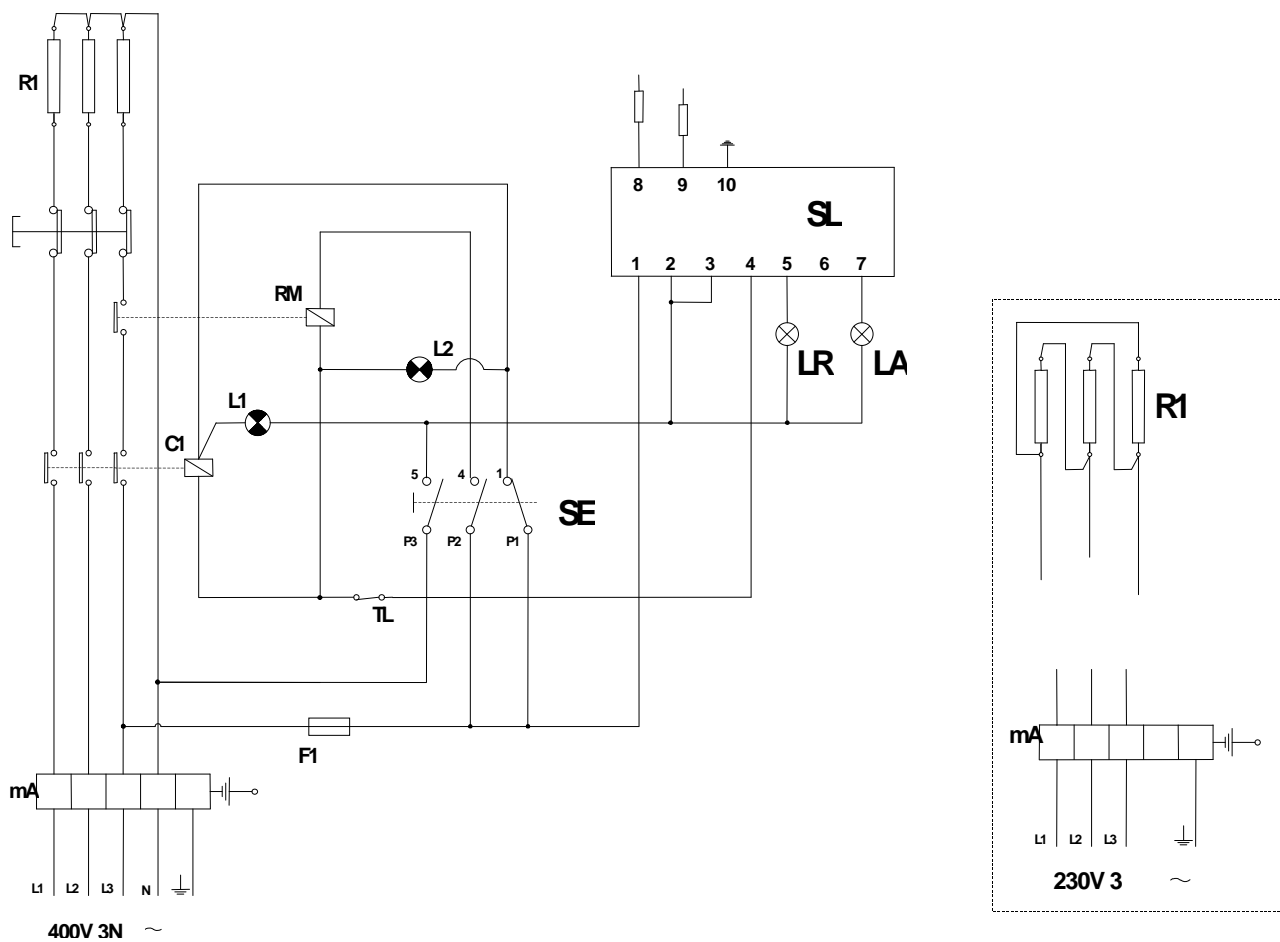 R1
8 9 10
SL
1 2 3 4 5 6 7
RM
L2
LR LA
L1
C1
5 4 1
SE
P3 P2 P1
TL
F1
mA
L1 L2 L3 N
400V 3N ~
R1
mA
L1 L2 L3
230V 3 ~